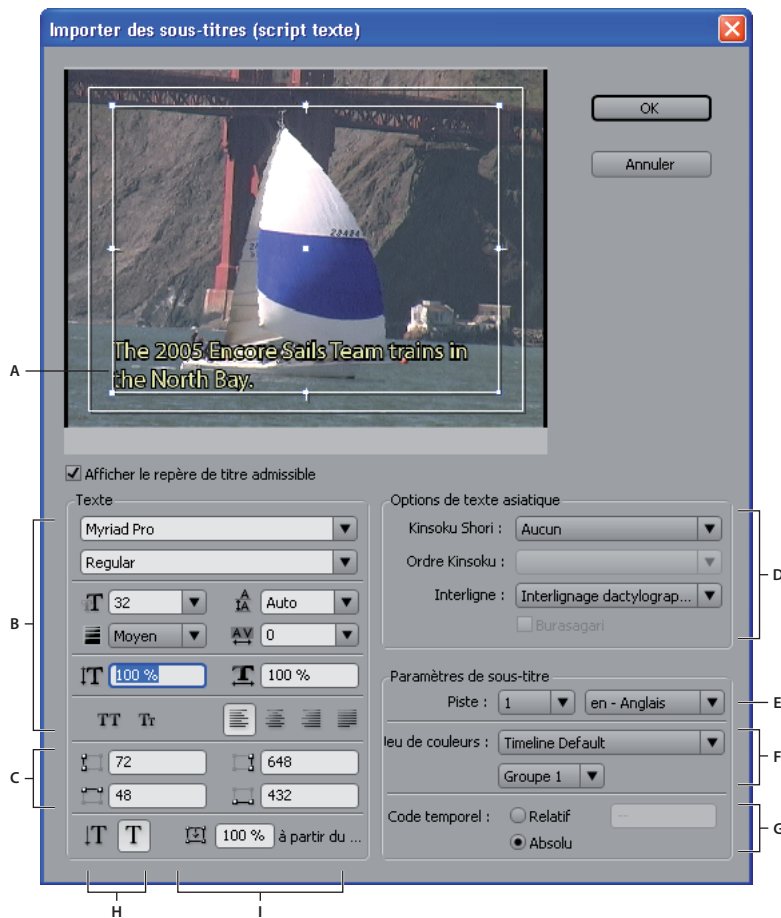 Importer des sous-titres (script texte)
OK
Annuler
28484
The 2005 Encore Sails Team trains in
the North Bay.
A
Afficher le repère de titre admissible
Texte
Myriad Pro
Regular
32
Auto
Moyen
0
100 %
100 %
TT
Tr
B
72
648
48
432
C
100 % à partir du ...
H
I
Options de texte asiatique
Kinsoku Shori : Aucun
Ordre Kinsoku :
Interligne : Interlignage dactylograp...
Burasagari
D
Paramètres de sous-titre
Piste : 1 en - Anglais
E
Jeu de couleurs : Timeline Default
Groupe 1
F
Code temporel : Relatif --
Absolu
G